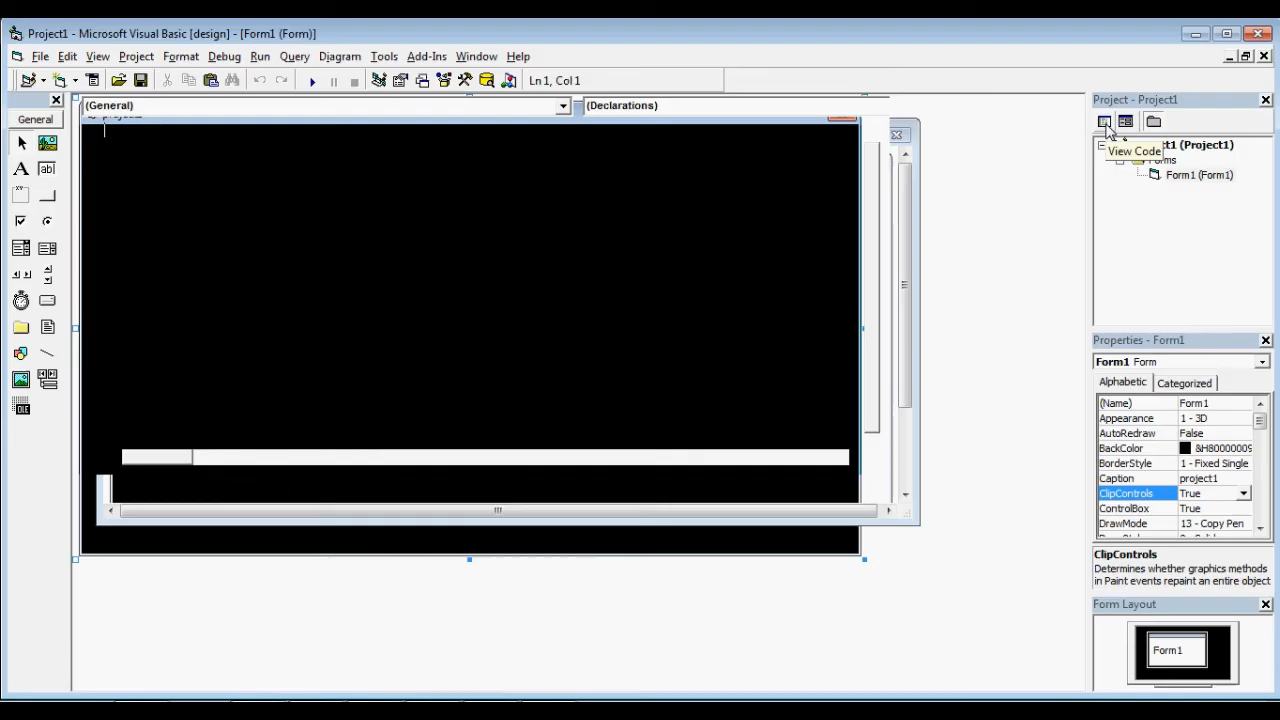 Project1 - Microsoft Visual Basic [design] - [Form1 (Form)]
File Edit View Project Format Debug Run Query Diagram Tools Add-Ins Window Help
Ln 1, Col 1
General
(General) (Declarations)
Project - Project1
View Code
(Project1)
Forms
Form1 (Form1)
Properties - Form1
Form1 Form
Alphabetic Categorized
(Name) Form1
Appearance 1 - 3D
AutoRedraw False
BackColor &H80000009
BorderStyle 1 - Fixed Single
Caption project1
ClipControls True
ControlBox True
DrawMode 13 - Copy Pen
ClipControls
Determines whether graphics methods
in Paint events repaint an entire object
Form Layout
Form1